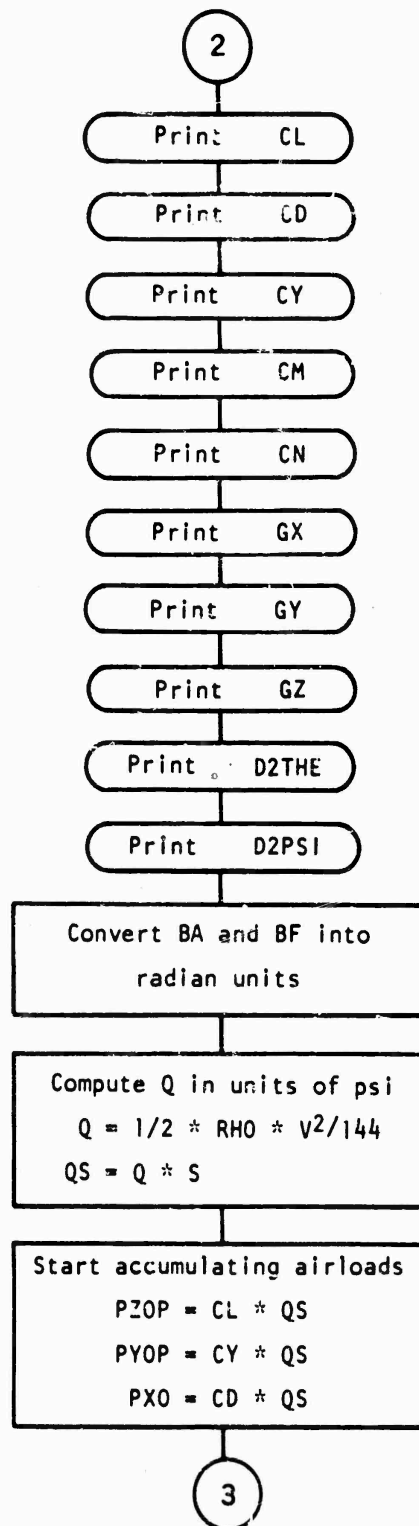 2
Print CL
Print CD
Print CY
Print CM
Print CN
Print GX
Print GY
Print GZ
Print D2THE
Print D2PSI
Convert BA and BF into
radian units
Compute Q in units of psi
Q = 1/2 * RHO * V²/144
QS = Q * S
Start accumulating airloads
PZOP = CL * QS
PYOP = CY * QS
PXO = CD * QS
3